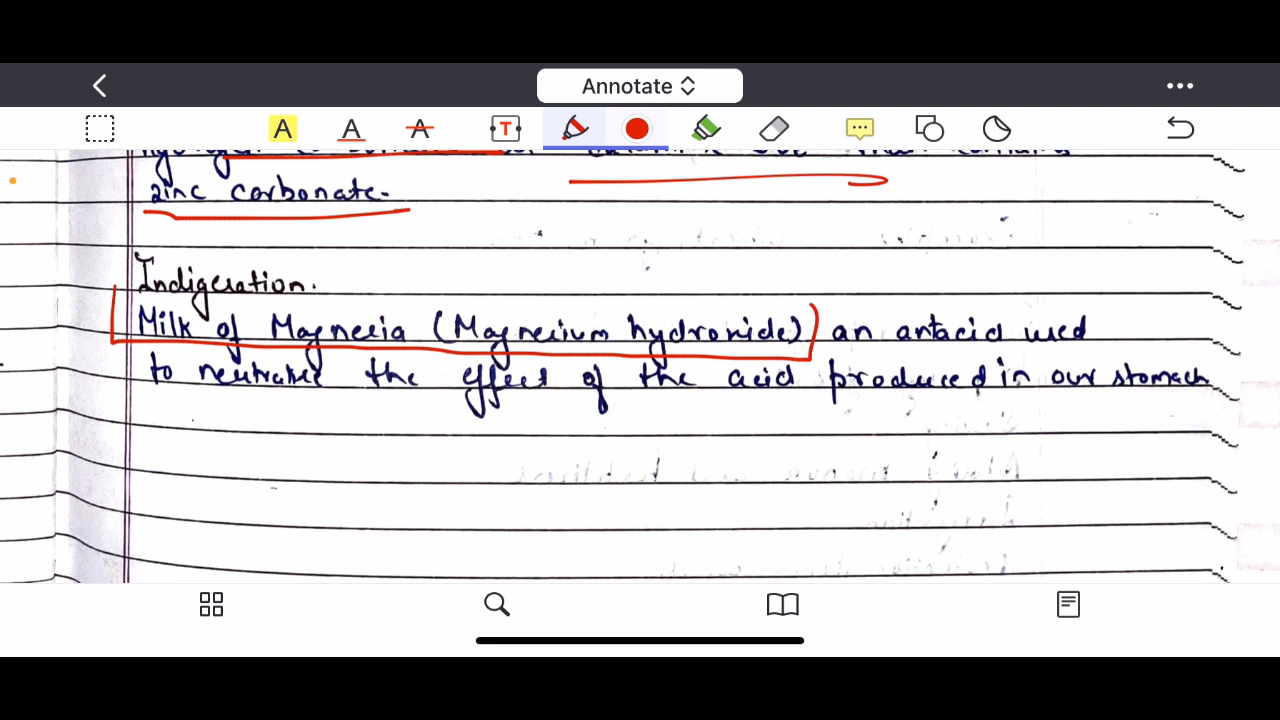 Annotate
A A A T
zinc carbonate.
Indigestion.
Milk of Magnesia (Magnesium hydroxide) an antacid used
to neutralise the effect of the acid produced in our stomach